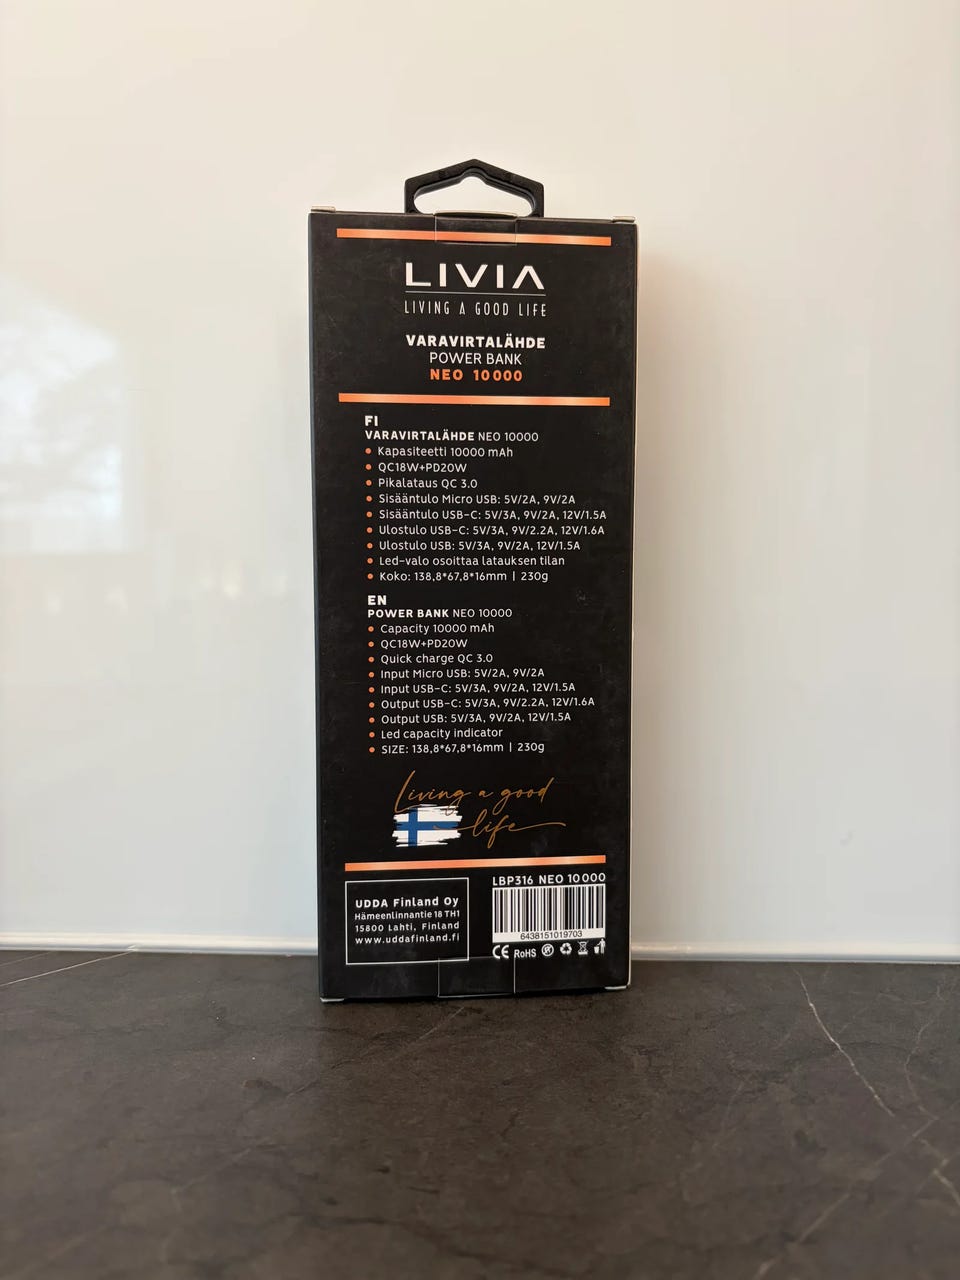 LIVIA
LIVING A GOOD LIFE
VARAVIRTALÄHDE
POWER BANK
NEO 10000
FI
VARAVIRTALÄHDE NEO 10000
• Kapasiteetti 10000 mAh
• QC18W+PD20W
• Pikalataus QC 3.0
• Sisääntulo Micro USB: 5V/2A, 9V/2A
• Sisääntulo USB-C: 5V/3A, 9V/2A, 12V/1.5A
• Ulostulo USB-C: 5V/3A, 9V/2.2A, 12V/1.6A
• Ulostulo USB: 5V/3A, 9V/2A, 12V/1.5A
• Led-valo osoittaa latauksen tilan
• Koko: 138,8*67,8*16mm | 230g
EN
POWER BANK NEO 10000
• Capacity 10000 mAh
• QC18W+PD20W
• Quick charge QC 3.0
• Input Micro USB: 5V/2A, 9V/2A
• Input USB-C: 5V/3A, 9V/2A, 12V/1.5A
• Output USB-C: 5V/3A, 9V/2.2A, 12V/1.6A
• Output USB: 5V/3A, 9V/2A, 12V/1.5A
• Led capacity indicator
• SIZE: 138,8*67,8*16mm | 230g
Living a good
life
UDDA Finland Oy
Hämeenlinnantie 18 TH1
15800 Lahti, Finland
www.uddafinland.fi
LBP316 NEO 10000
6438151019703
CE RoHS